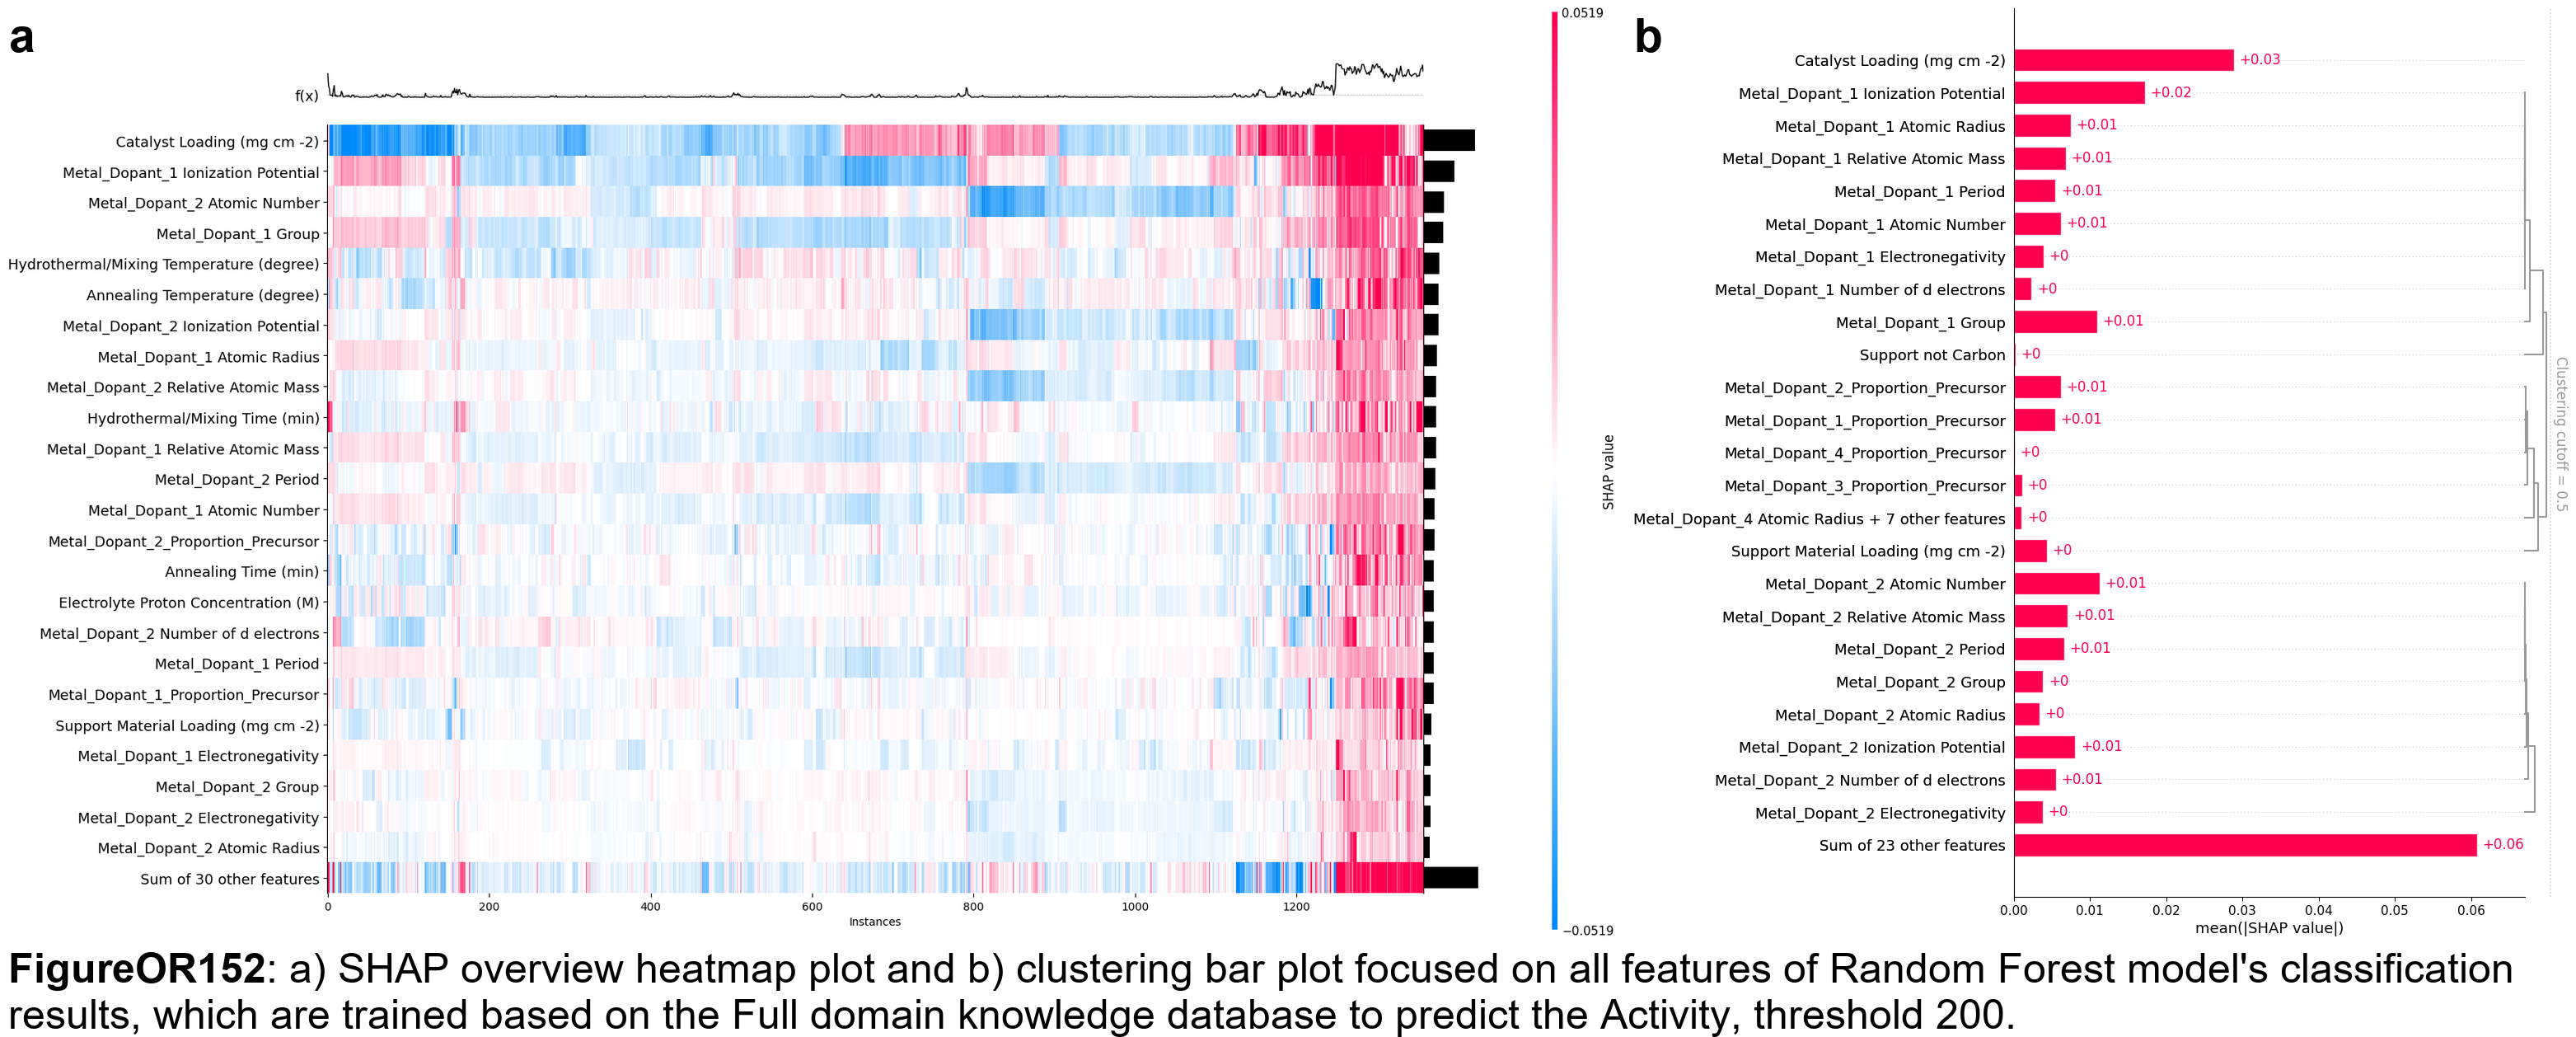 a
f(x)
Catalyst Loading (mg cm -2)
Metal_Dopant_1 Ionization Potential
Metal_Dopant_2 Atomic Number
Metal_Dopant_1 Group
Hydrothermal/Mixing Temperature (degree)
Annealing Temperature (degree)
Metal_Dopant_2 Ionization Potential
Metal_Dopant_1 Atomic Radius
Metal_Dopant_2 Relative Atomic Mass
Hydrothermal/Mixing Time (min)
Metal_Dopant_1 Relative Atomic Mass
Metal_Dopant_2 Period
Metal_Dopant_1 Atomic Number
Metal_Dopant_2_Proportion_Precursor
Annealing Time (min)
Electrolyte Proton Concentration (M)
Metal_Dopant_2 Number of d electrons
Metal_Dopant_1 Period
Metal_Dopant_1_Proportion_Precursor
Support Material Loading (mg cm -2)
Metal_Dopant_1 Electronegativity
Metal_Dopant_2 Group
Metal_Dopant_2 Electronegativity
Metal_Dopant_2 Atomic Radius
Sum of 30 other features
0 200 400 600 800 1000 1200
Instances
0.0519
SHAP value
−0.0519
b
Catalyst Loading (mg cm -2) +0.03
Metal_Dopant_1 Ionization Potential +0.02
Metal_Dopant_1 Atomic Radius +0.01
Metal_Dopant_1 Relative Atomic Mass +0.01
Metal_Dopant_1 Period +0.01
Metal_Dopant_1 Atomic Number +0.01
Metal_Dopant_1 Electronegativity +0
Metal_Dopant_1 Number of d electrons +0
Metal_Dopant_1 Group +0.01
Support not Carbon +0
Metal_Dopant_2_Proportion_Precursor +0.01
Metal_Dopant_1_Proportion_Precursor +0.01
Metal_Dopant_4_Proportion_Precursor +0
Metal_Dopant_3_Proportion_Precursor +0
Metal_Dopant_4 Atomic Radius + 7 other features +0
Support Material Loading (mg cm -2) +0
Metal_Dopant_2 Atomic Number +0.01
Metal_Dopant_2 Relative Atomic Mass +0.01
Metal_Dopant_2 Period +0.01
Metal_Dopant_2 Group +0
Metal_Dopant_2 Atomic Radius +0
Metal_Dopant_2 Ionization Potential +0.01
Metal_Dopant_2 Number of d electrons +0.01
Metal_Dopant_2 Electronegativity +0
Sum of 23 other features +0.06
0.00 0.01 0.02 0.03 0.04 0.05 0.06
mean(|SHAP value|)
Clustering cutoff = 0.5
FigureOR152: a) SHAP overview heatmap plot and b) clustering bar plot focused on all features of Random Forest model's classification
results, which are trained based on the Full domain knowledge database to predict the Activity, threshold 200.